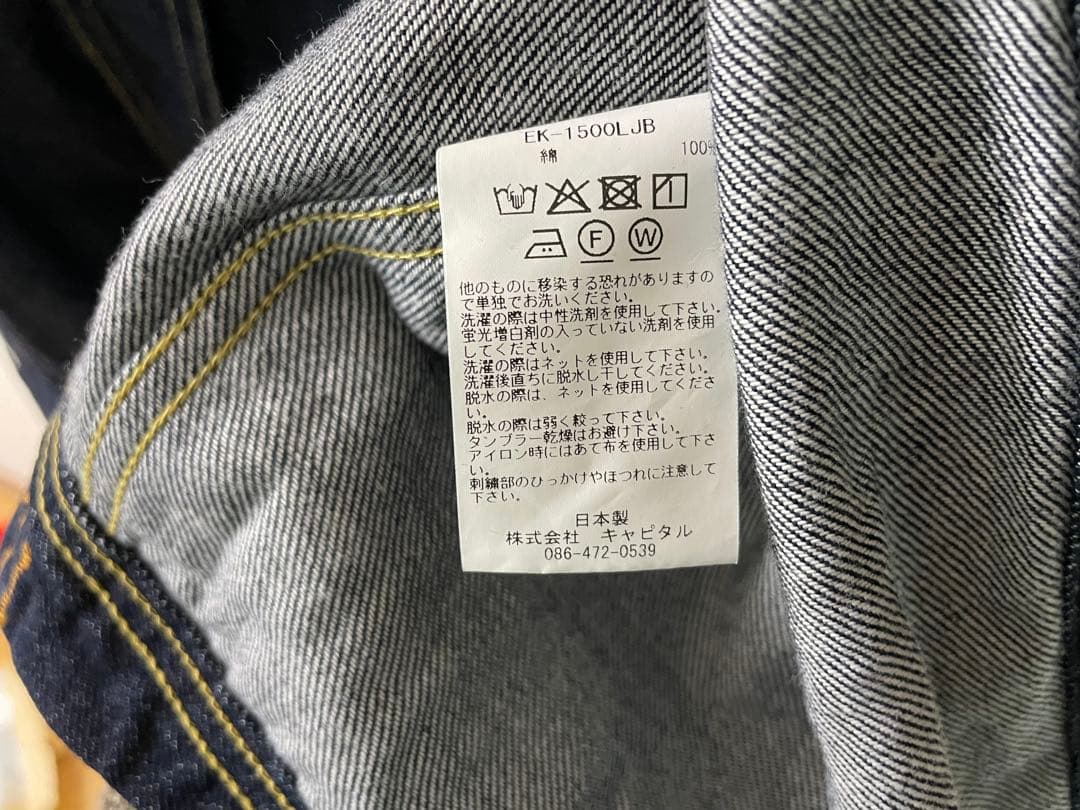 EK-1500LJB
綿 100%
F W
他のものに移染する恐れがありますの
で単独でお洗いください。
洗濯の際は中性洗剤を使用して下さい。
蛍光増白剤の入っていない洗剤を使用
してください。
洗濯の際はネットを使用して下さい。
洗濯後直ちに脱水し干してください。
脱水の際は、ネットを使用してくださ
い。
脱水の際は弱く絞って下さい。
タンブラー乾燥はお避け下さい。
アイロン時にはあて布を使用して下さ
い。
刺繍部のひっかけやほつれに注意して
下さい。
日本製
株式会社 キャピタル
086-472-0539